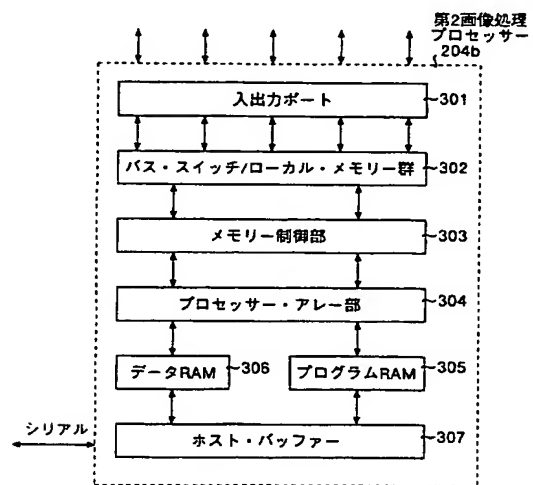 第2画像処理
プロセッサー
204b
入出力ポート
301
バス・スイッチ/ローカル・メモリー群
302
メモリー制御部
303
プロセッサー・アレー部
304
データRAM
306
プログラムRAM
305
シリアル
ホスト・バッファー
307